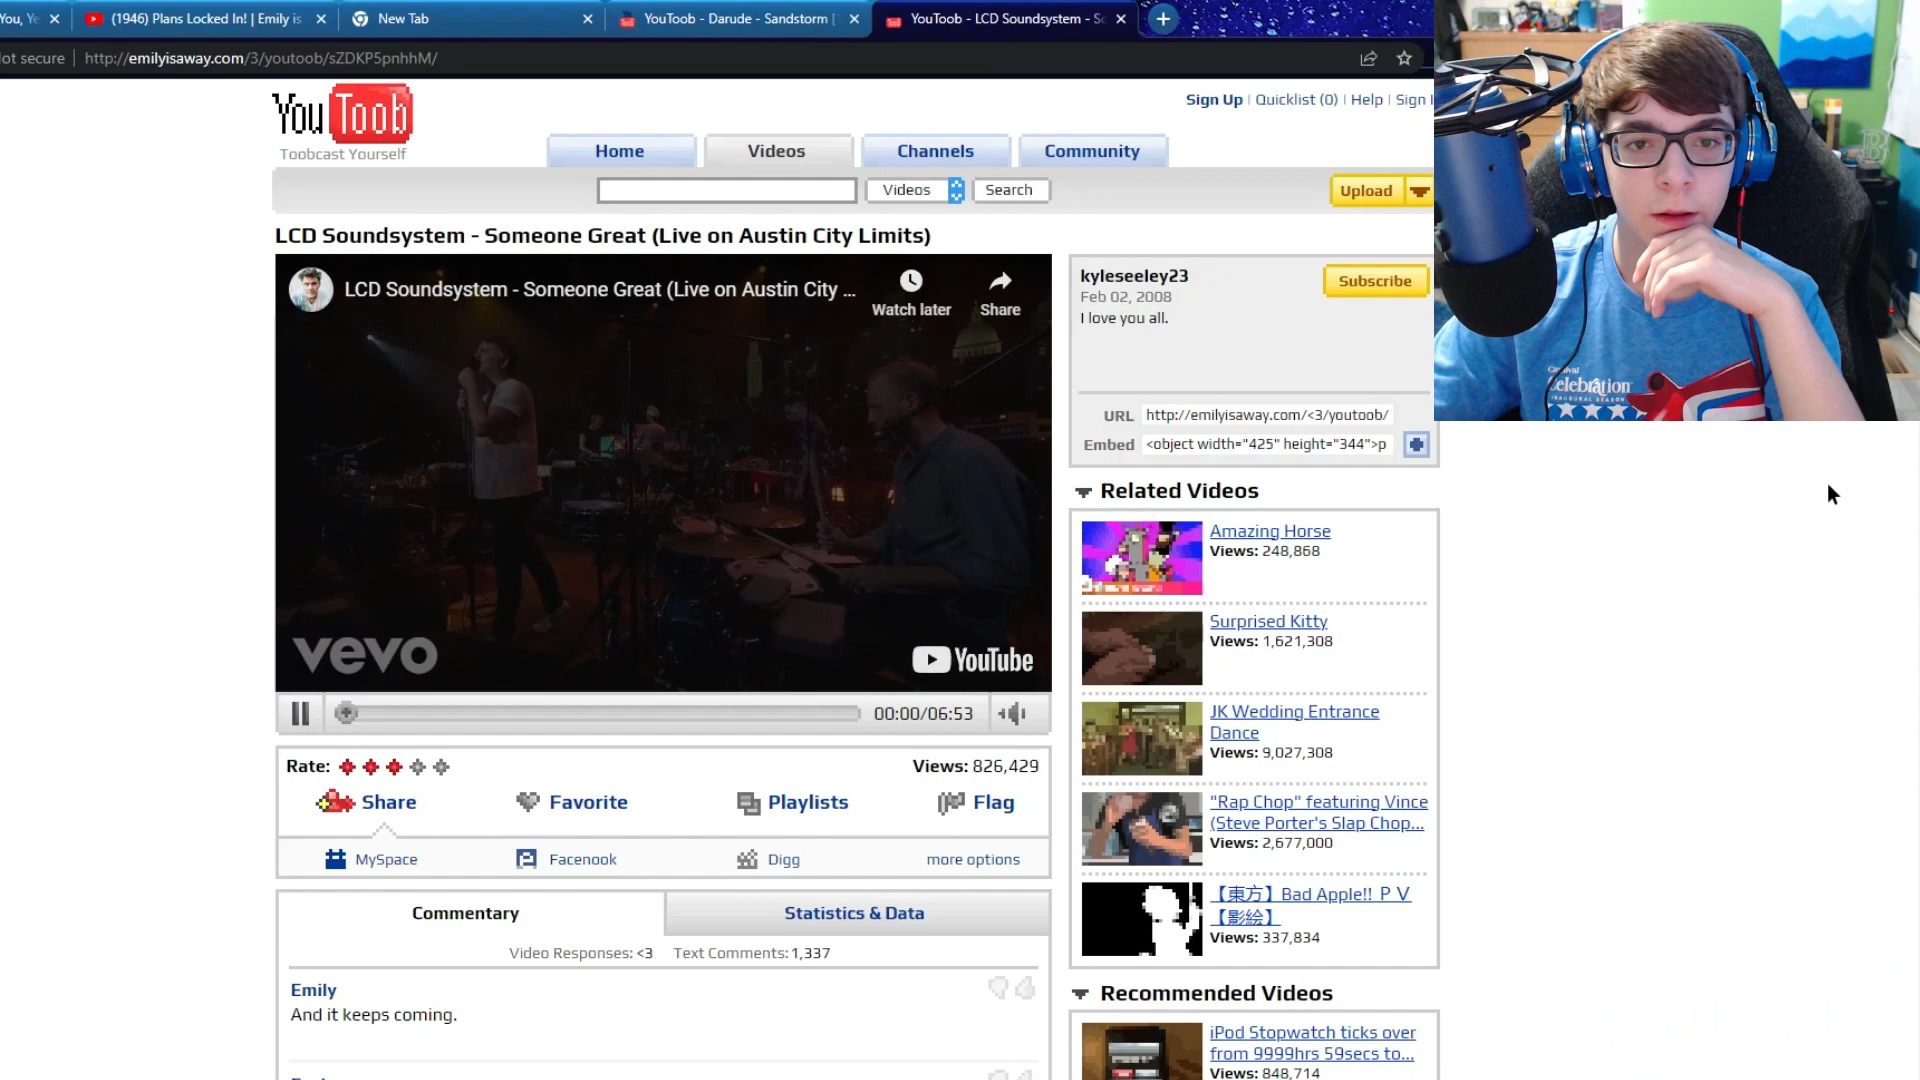 You, Ye
(1946) Plans Locked In! | Emily is
New Tab
YouToob - Darude - Sandstorm [
YouToob - LCD Soundsystem - So
ot secure
http://emilyisaway.com/3/youtoob/sZDKP5pnhhM/
YouToob
Toobcast Yourself
Sign Up | Quicklist (0) | Help | Sign I
Home
Videos
Channels
Community
Videos
Search
Upload
LCD Soundsystem - Someone Great (Live on Austin City Limits)
LCD Soundsystem - Someone Great (Live on Austin City ...
Watch later
Share
vevo
YouTube
00:00/06:53
kyleseeley23
Feb 02, 2008
I love you all.
Subscribe
URL http://emilyisaway.com/<3/youtoob/
Embed <object width="425" height="344">p
Carnival
Celebration
INAUGURAL SEASON
Rate:
Views: 826,429
Share
Favorite
Playlists
Flag
MySpace
Facenook
Digg
more options
Commentary
Statistics & Data
Video Responses: <3 Text Comments: 1,337
Emily
And it keeps coming.
Related Videos
Amazing Horse
Views: 248,868
Surprised Kitty
Views: 1,621,308
JK Wedding Entrance
Dance
Views: 9,027,308
"Rap Chop" featuring Vince
(Steve Porter's Slap Chop...
Views: 2,677,000
【東方】Bad Apple!! ＰＶ
【影絵】
Views: 337,834
Recommended Videos
iPod Stopwatch ticks over
from 9999hrs 59secs to...
Views: 848,714